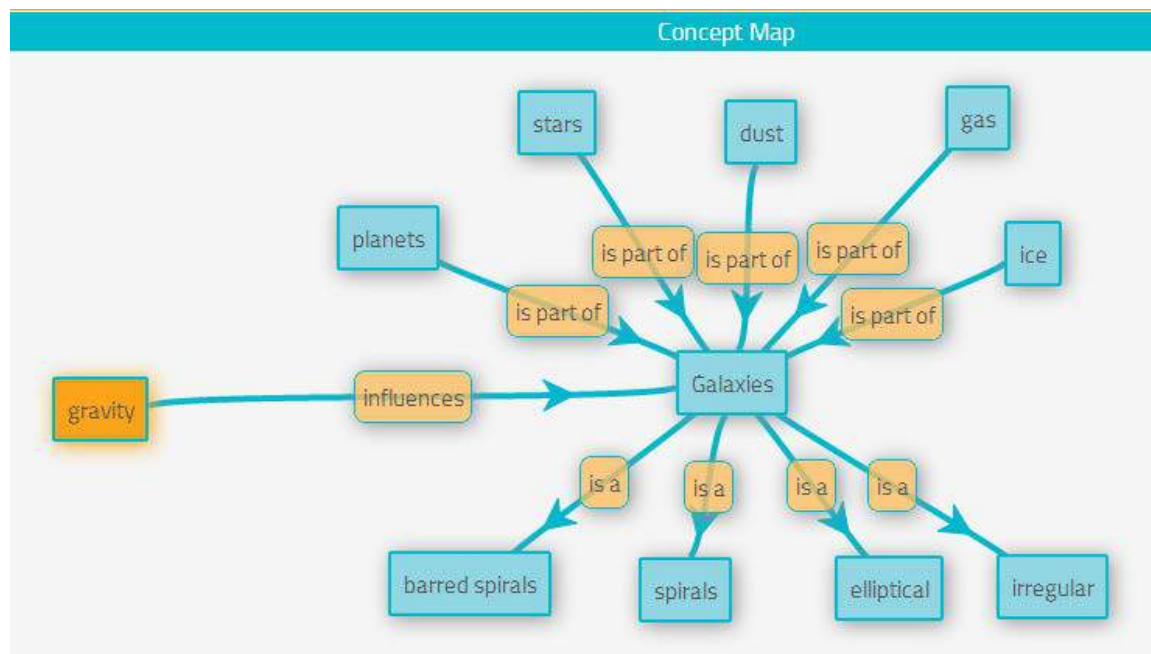 Concept Map
stars
dust
gas
planets
ice
is part of
is part of
is part of
is part of
is part of
Galaxies
gravity
influences
is a
is a
is a
is a
barred spirals
spirals
elliptical
irregular